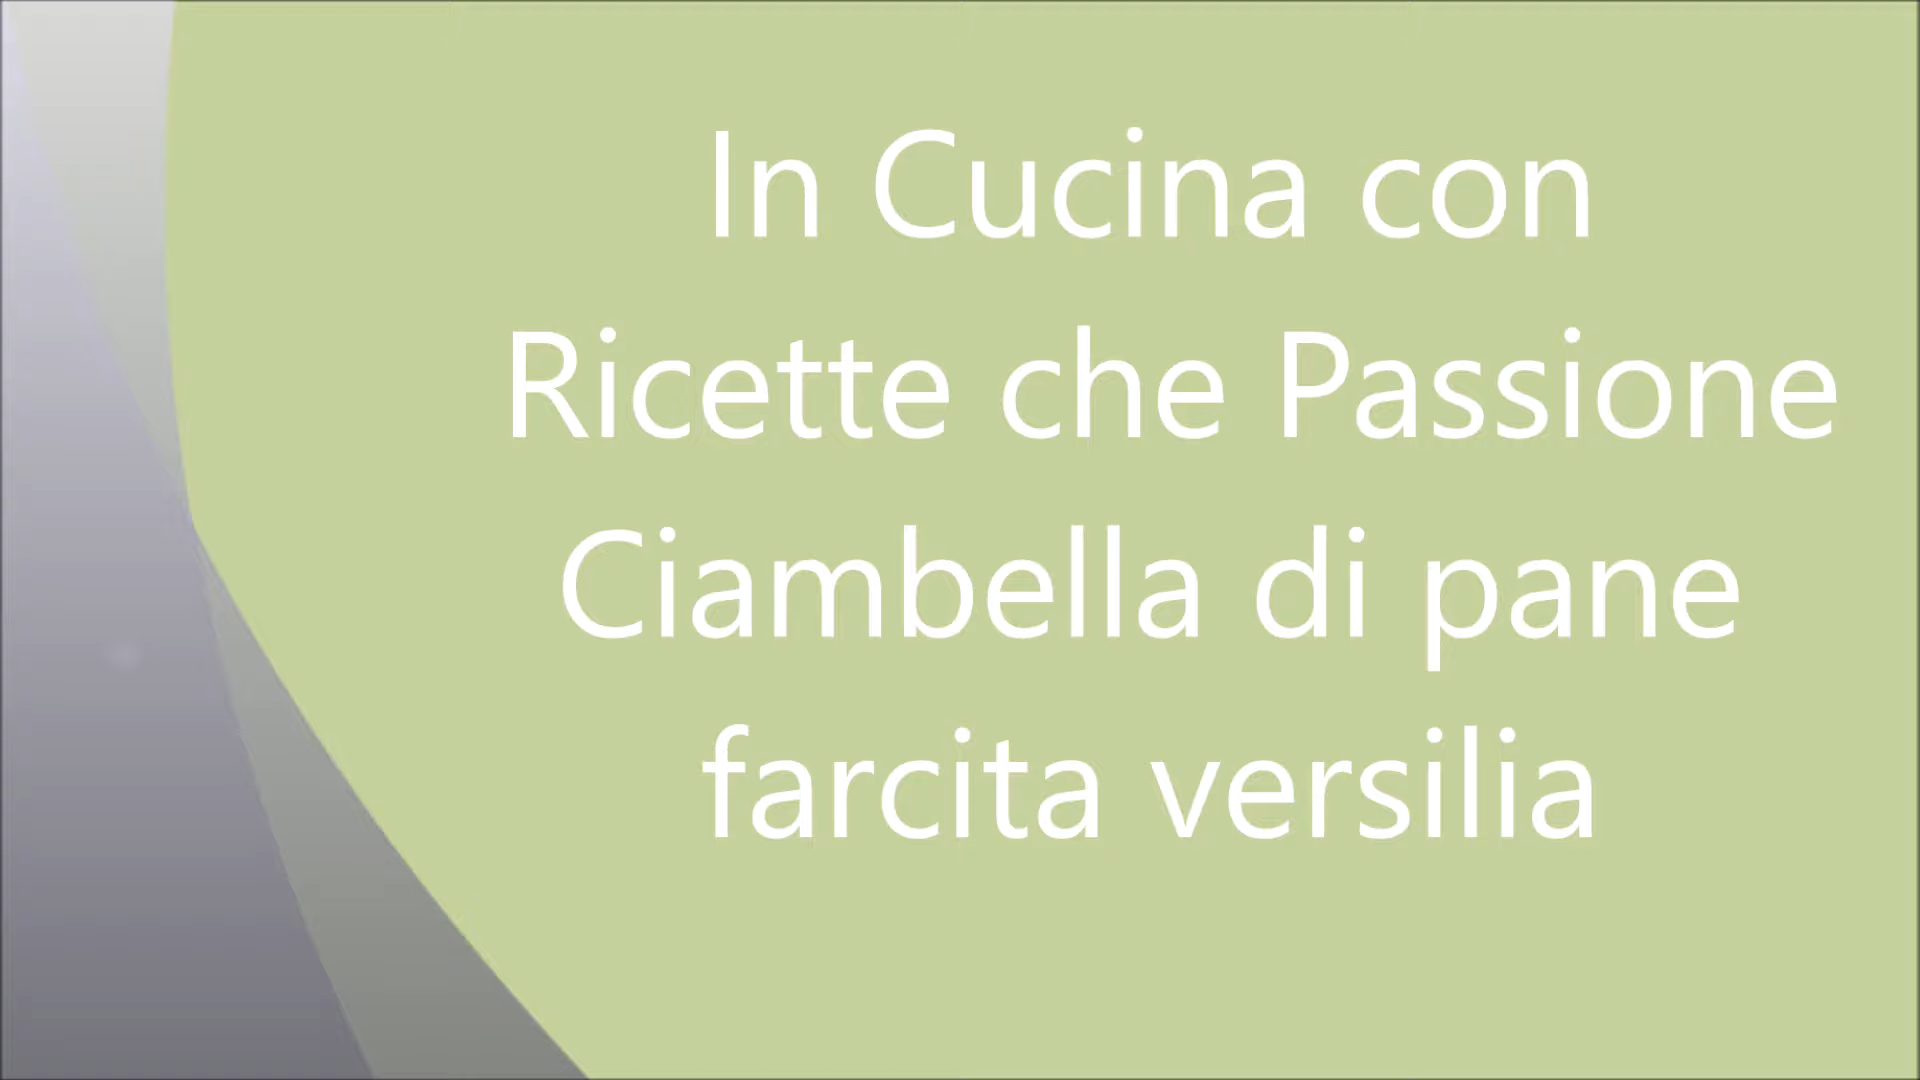 In Cucina con
Ricette che Passione
Ciambella di pane
farcita versilia